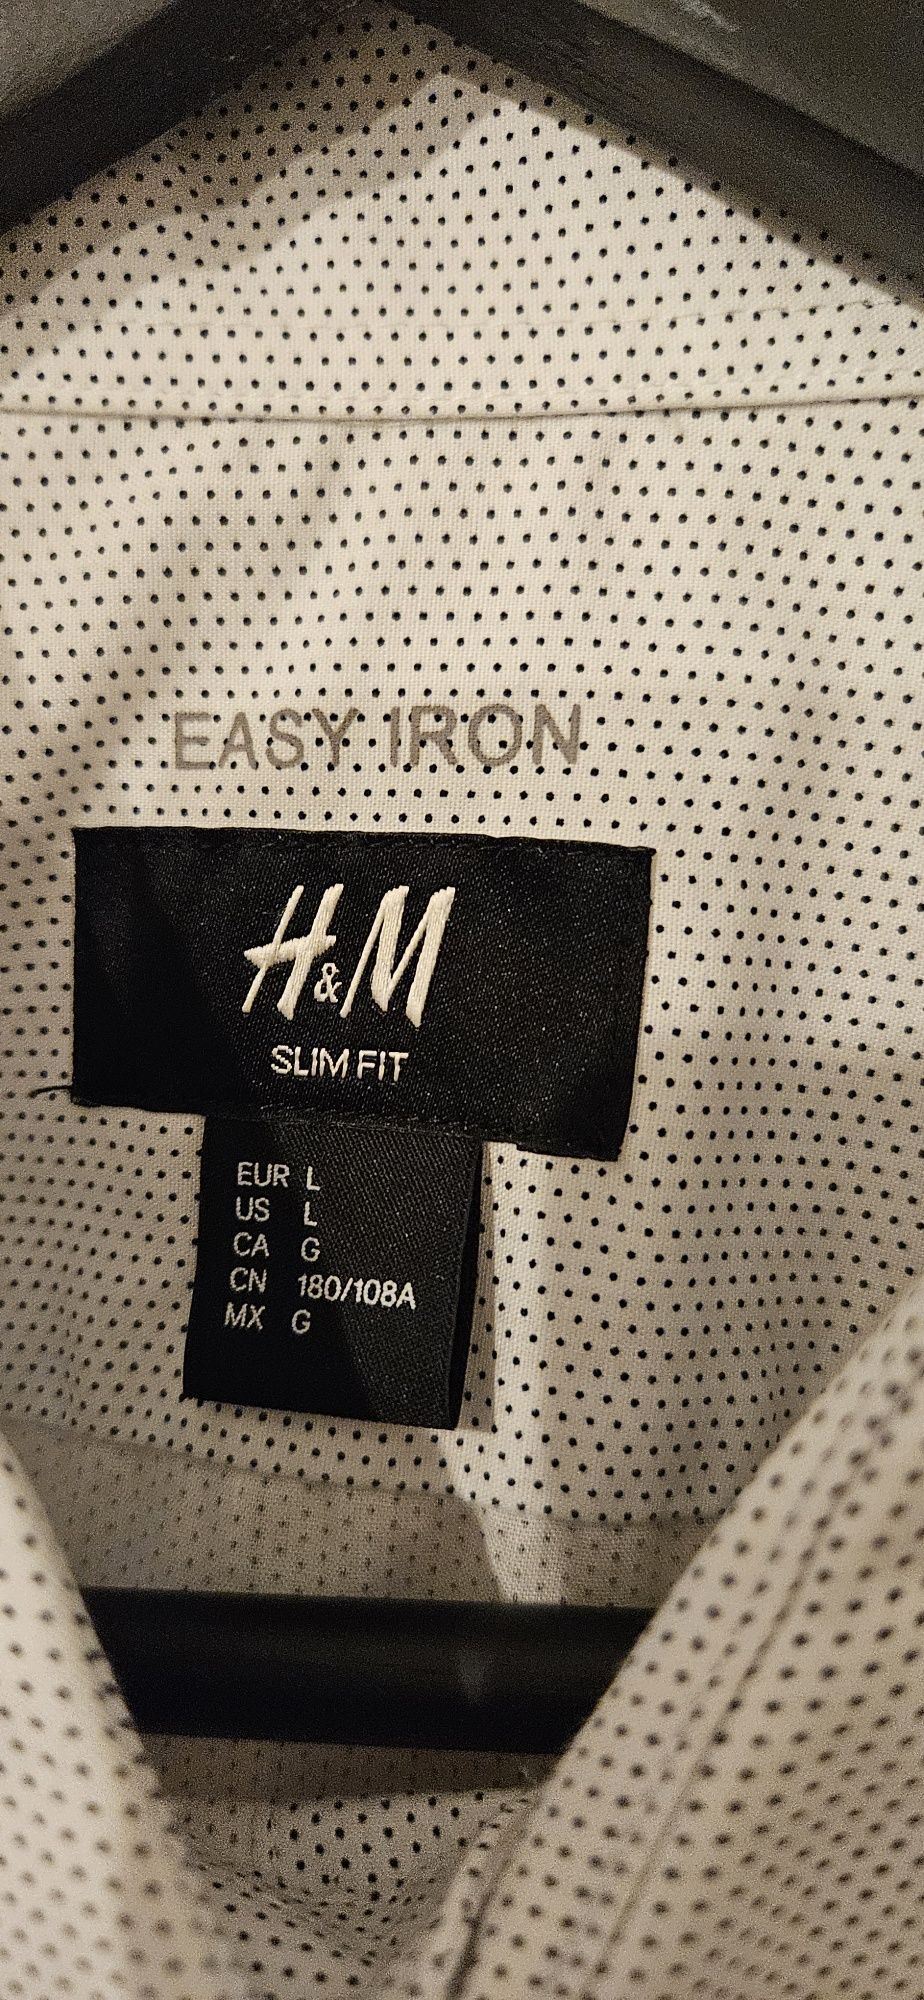 EASY IRON
H&M
SLIM FIT
EUR L
US L
CA G
CN 180/108A
MX G